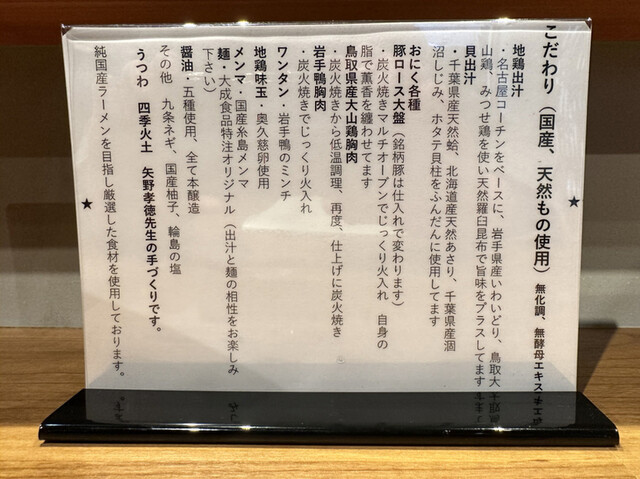 こだわり（国産、天然もの使用）無化調、無酵母エキス
地鶏出汁
・名古屋コーチンをベースに、岩手県産いわいどり、鳥取大
山鶏、みつせ鶏を使い天然羅臼昆布で旨味をプラスしてます
貝出汁
・千葉県産天然蛤、北海道産天然あさり、千葉県産涸
沼しじみ、ホタテ貝柱をふんだんに使用してます
おにく各種
豚ロース大盤（銘柄豚は仕入れで変わります）
・炭火焼きマルチオーブンでじっくり火入れ　自身の
脂で薫香を纏わせてます
鳥取県産大山鶏胸肉
・炭火焼きから低温調理、再度、仕上げに炭火焼き
岩手鴨胸肉
・炭火焼きでじっくり火入れ
ワンタン・岩手鴨のミンチ
地鶏味玉・奥久慈卵使用
メンマ・国産糸島メンマ
麺・大成食品特注オリジナル（出汁と麺の相性をお楽しみ
下さい）
醤油・五種使用、全て本醸造
その他　九条ネギ、国産柚子、輪島の塩
うつわ　四季火土　矢野孝徳先生の手づくりです。
純国産ラーメンを目指し厳選した食材を使用しております。